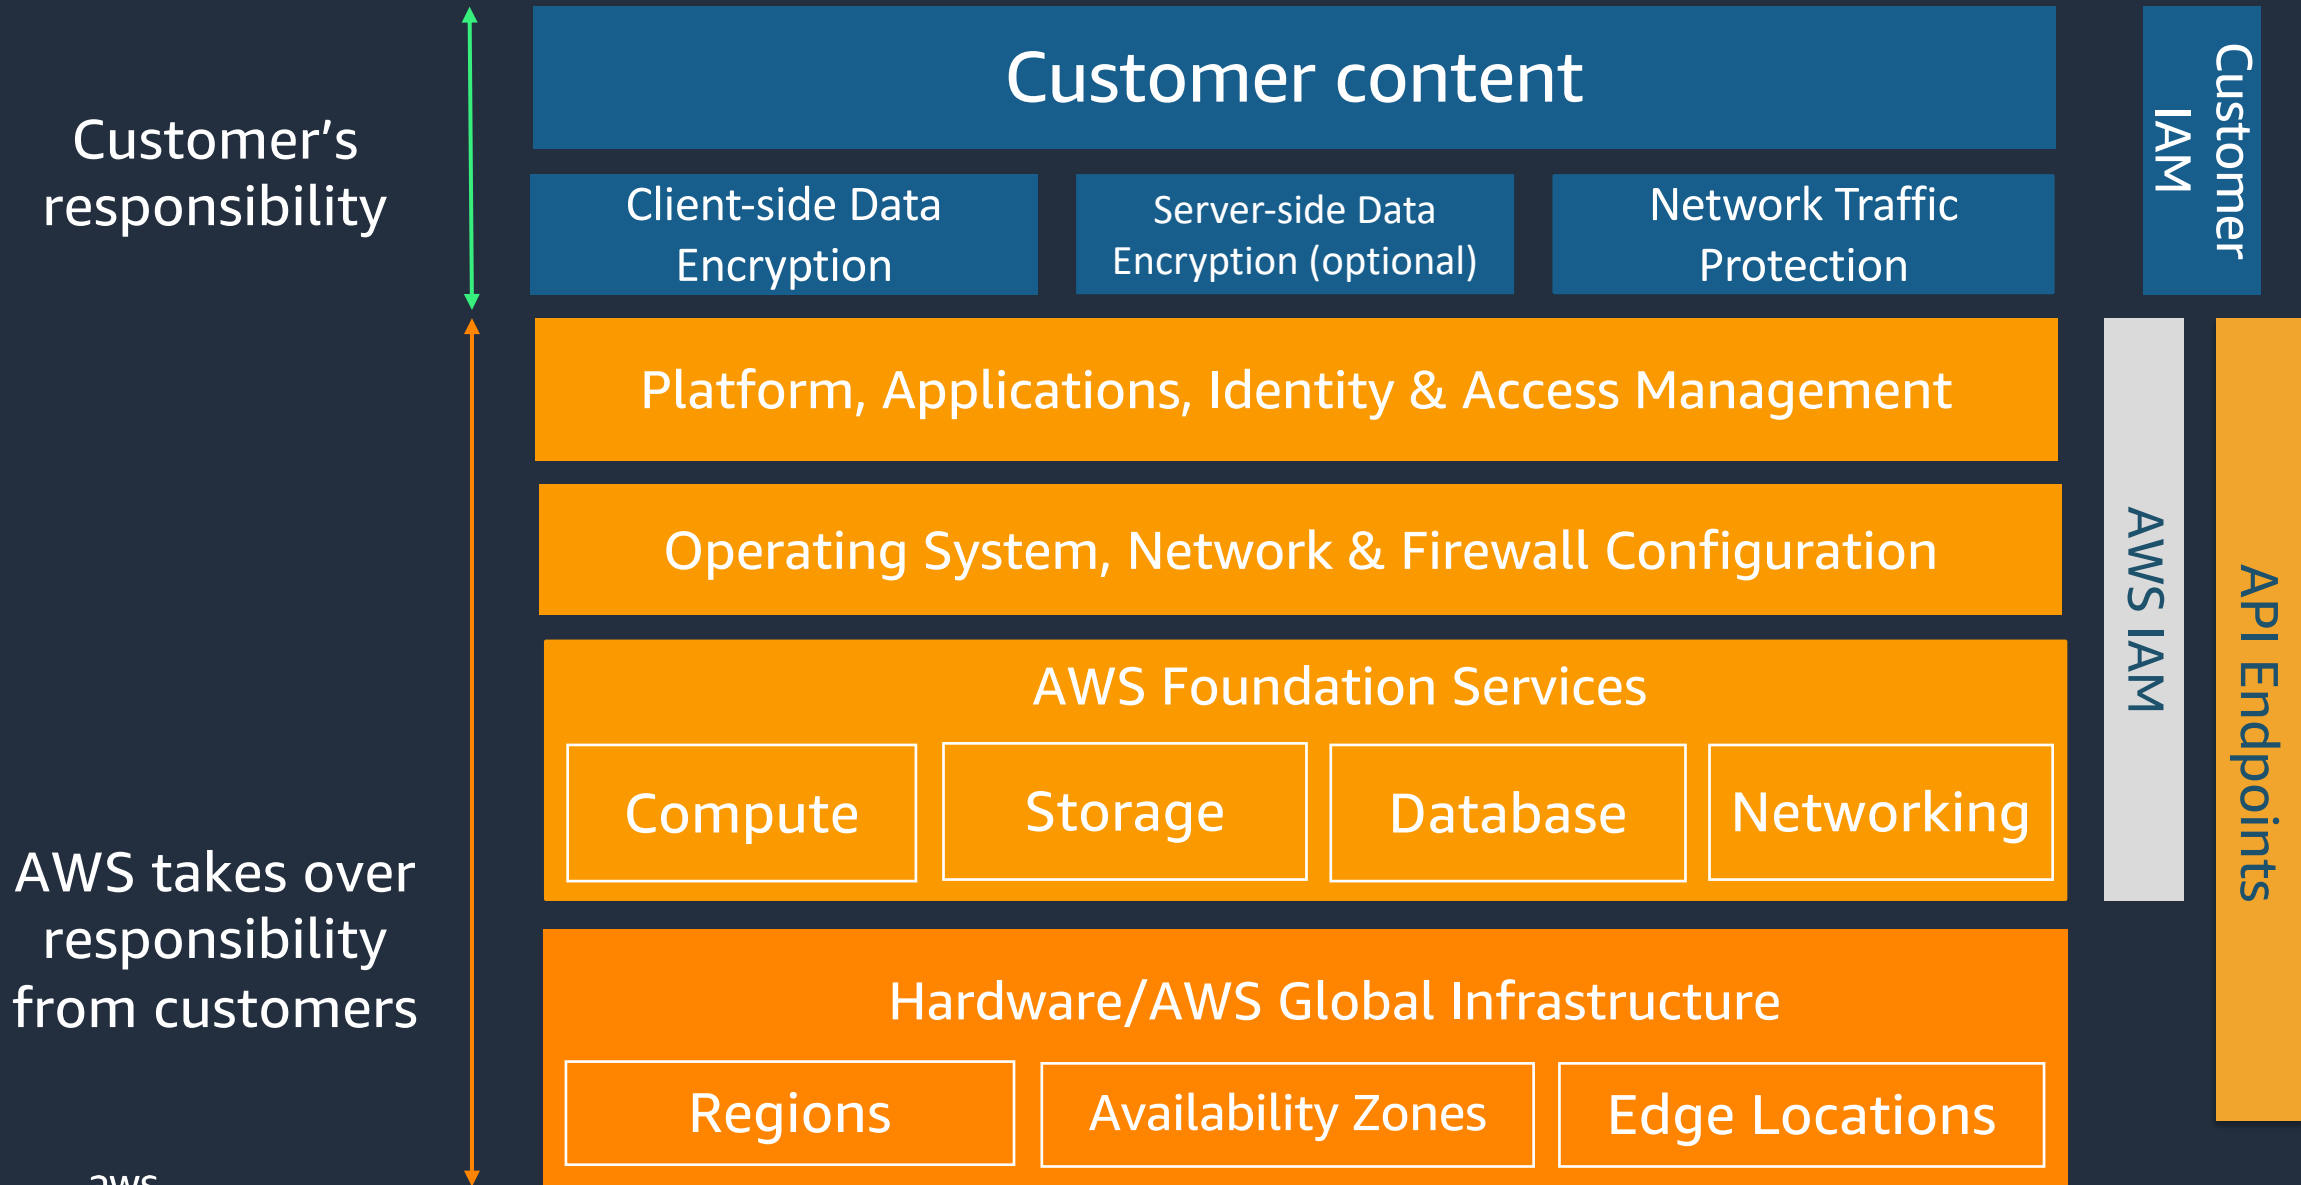 Customer content
Customer
IAM
Customer's
responsibility
Client-side Data
Encryption
Server-side Data
Encryption (optional)
Network Traffic
Protection
Platform, Applications, Identity & Access Management
Operating System, Network & Firewall Configuration
AWS IAM
API Endpoints
AWS Foundation Services
Compute
Storage
Database
Networking
AWS takes over
responsibility
from customers
Hardware/AWS Global Infrastructure
Regions
Availability Zones
Edge Locations
aws